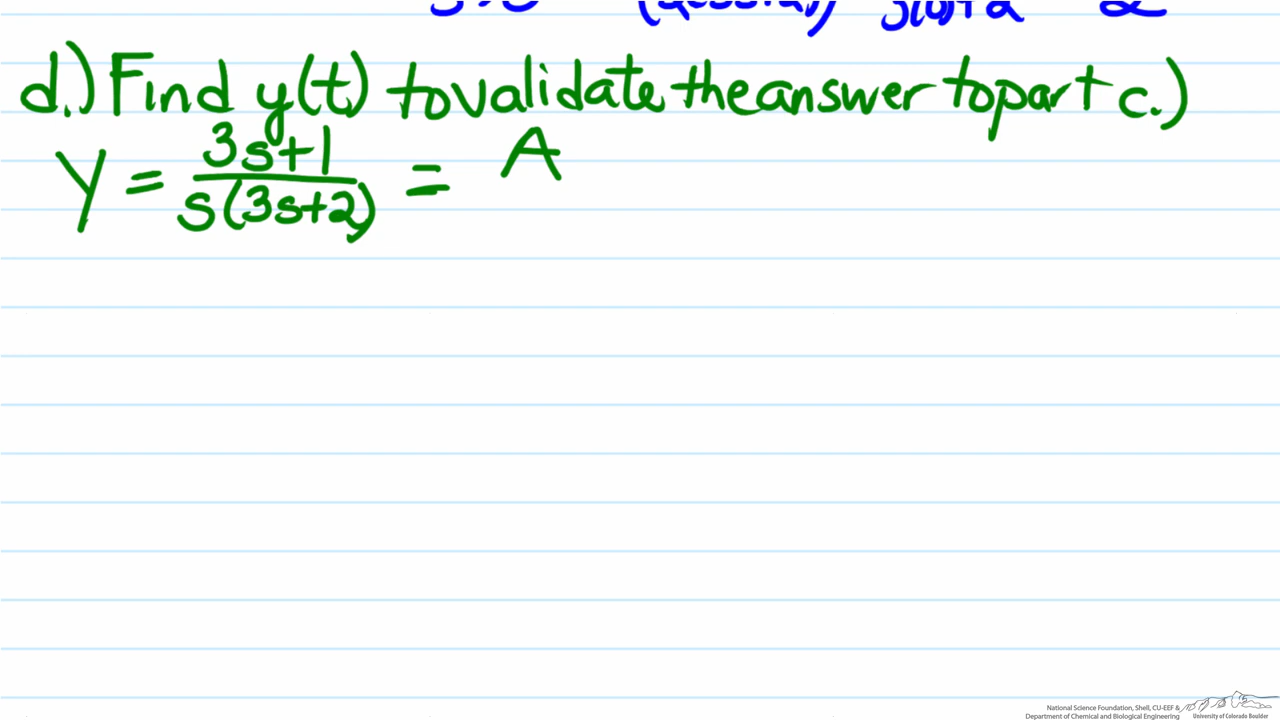 d.) Find y(t) to validate the answer to part c.)
Y = 3s+1 / s(3s+2) = A
National Science Foundation, Shell, CU-EEF &
Department of Chemical and Biological Engineering
University of Colorado Boulder